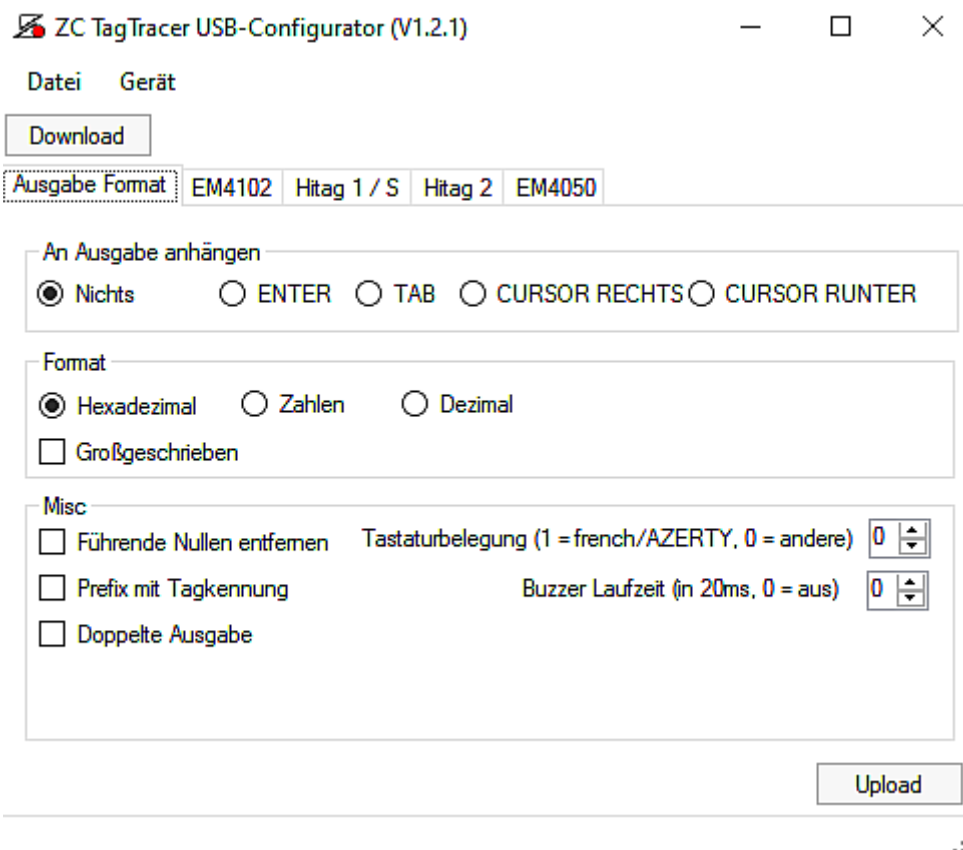 ZC TagTracer USB-Configurator (V1.2.1)
Datei Gerät
Download
Ausgabe Format EM4102 Hitag 1 / S Hitag 2 EM4050
An Ausgabe anhängen
Nichts ENTER TAB CURSOR RECHTS CURSOR RUNTER
Format
Hexadezimal Zahlen Dezimal
Großgeschrieben
Misc
Führende Nullen entfernen Tastaturbelegung (1 = french/AZERTY, 0 = andere) 0
Prefix mit Tagkennung Buzzer Laufzeit (in 20ms, 0 = aus) 0
Doppelte Ausgabe
Upload